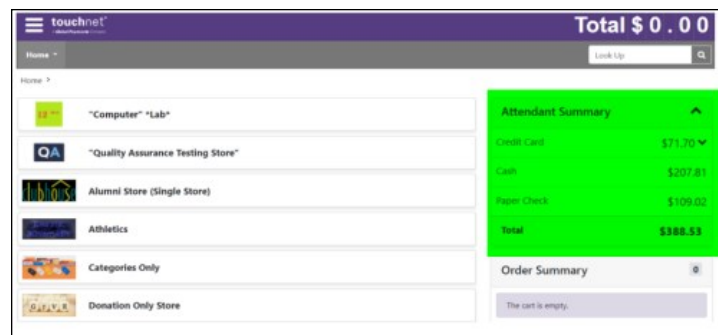 touchnet
Total $ 0 . 0 0
Home
Look Up
Home >
"Computer" *Lab*
QA
"Quality Assurance Testing Store"
Alumni Store (Single Store)
Athletics
Categories Only
Donation Only Store
Attendant Summary
Credit Card $71.70
Cash $207.81
Paper Check $109.02
Total $388.53
Order Summary 0
The cart is empty.